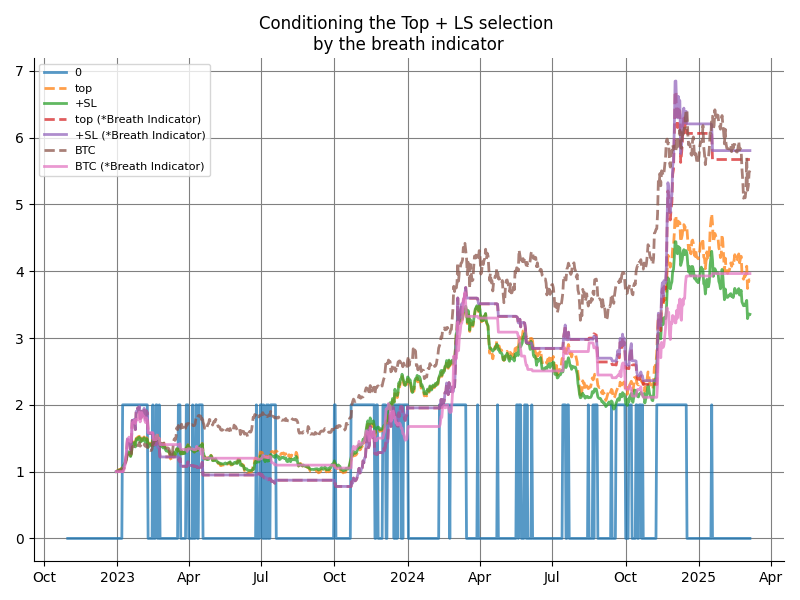 Conditioning the Top + LS selection
by the breath indicator
7
6
5
4
3
2
1
0
0
top
+SL
top (*Breath Indicator)
+SL (*Breath Indicator)
BTC
BTC (*Breath Indicator)
Oct 2023 Apr Jul Oct 2024 Apr Jul Oct 2025 Apr